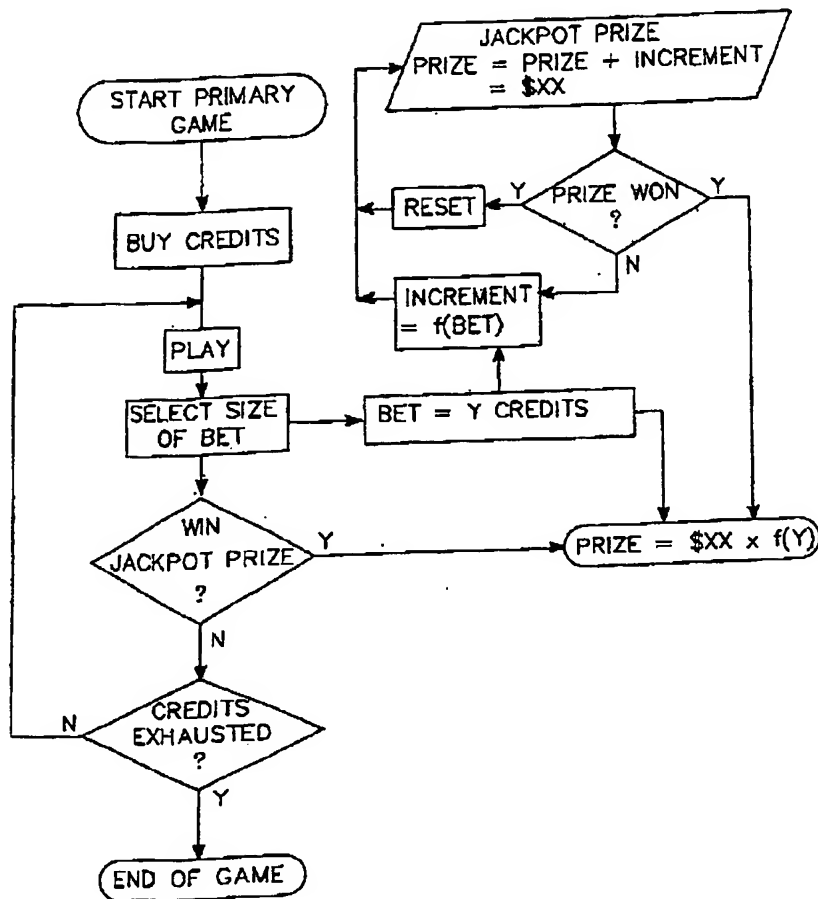 START PRIMARY
GAME
BUY CREDITS
PLAY
SELECT SIZE
OF BET
WIN
JACKPOT PRIZE
?
Y
N
CREDITS
EXHAUSTED
?
N
Y
END OF GAME
JACKPOT PRIZE
PRIZE = PRIZE + INCREMENT
= $XX
PRIZE WON
?
Y
Y
N
RESET
INCREMENT
= f(BET)
BET = Y CREDITS
PRIZE = $XX x f(Y)